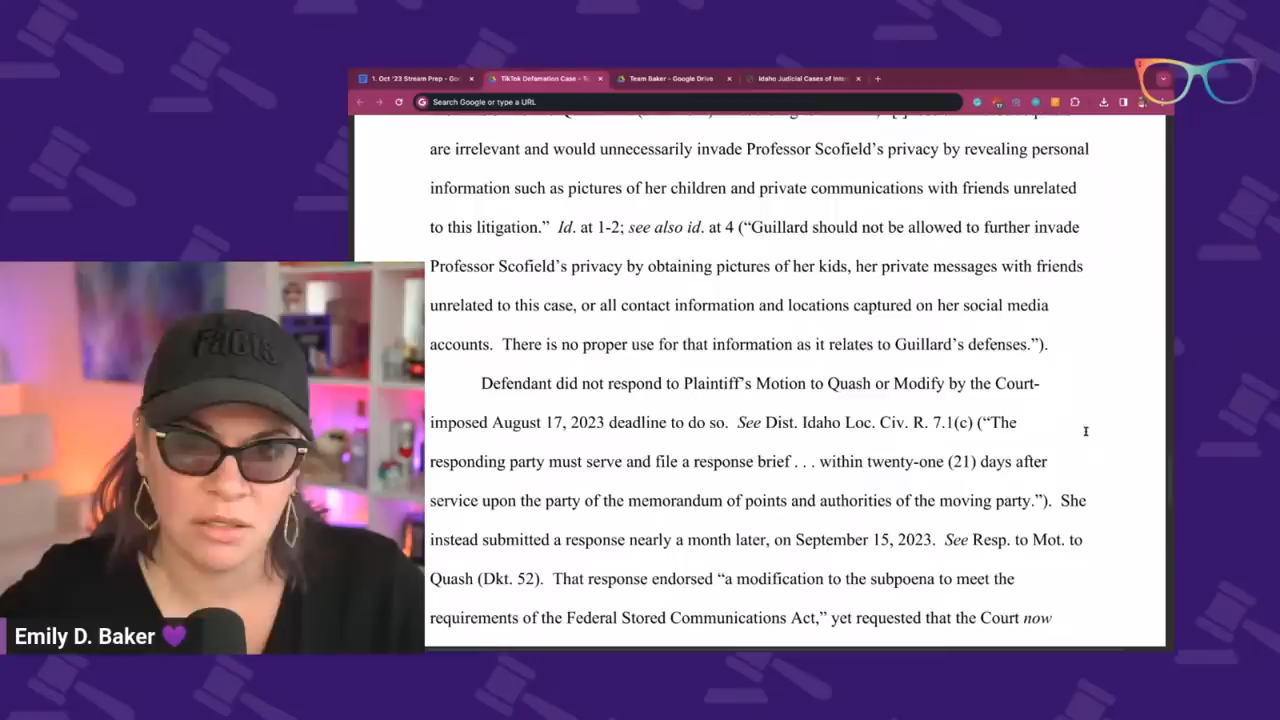 1. Oct '23 Stream Prep - Go
TikTok Defamation Case - T
Team Baker - Google Drive
Idaho Judicial Cases of Int
Search Google or type a URL
are irrelevant and would unnecessarily invade Professor Scofield’s privacy by revealing personal
information such as pictures of her children and private communications with friends unrelated
to this litigation.” Id. at 1-2; see also id. at 4 (“Guillard should not be allowed to further invade
Professor Scofield’s privacy by obtaining pictures of her kids, her private messages with friends
unrelated to this case, or all contact information and locations captured on her social media
accounts. There is no proper use for that information as it relates to Guillard’s defenses.”).
Defendant did not respond to Plaintiff’s Motion to Quash or Modify by the Court-
imposed August 17, 2023 deadline to do so. See Dist. Idaho Loc. Civ. R. 7.1(c) (“The
responding party must serve and file a response brief . . . within twenty-one (21) days after
service upon the party of the memorandum of points and authorities of the moving party.”). She
instead submitted a response nearly a month later, on September 15, 2023. See Resp. to Mot. to
Quash (Dkt. 52). That response endorsed “a modification to the subpoena to meet the
requirements of the Federal Stored Communications Act,” yet requested that the Court now
FACTS
Emily D. Baker 💜